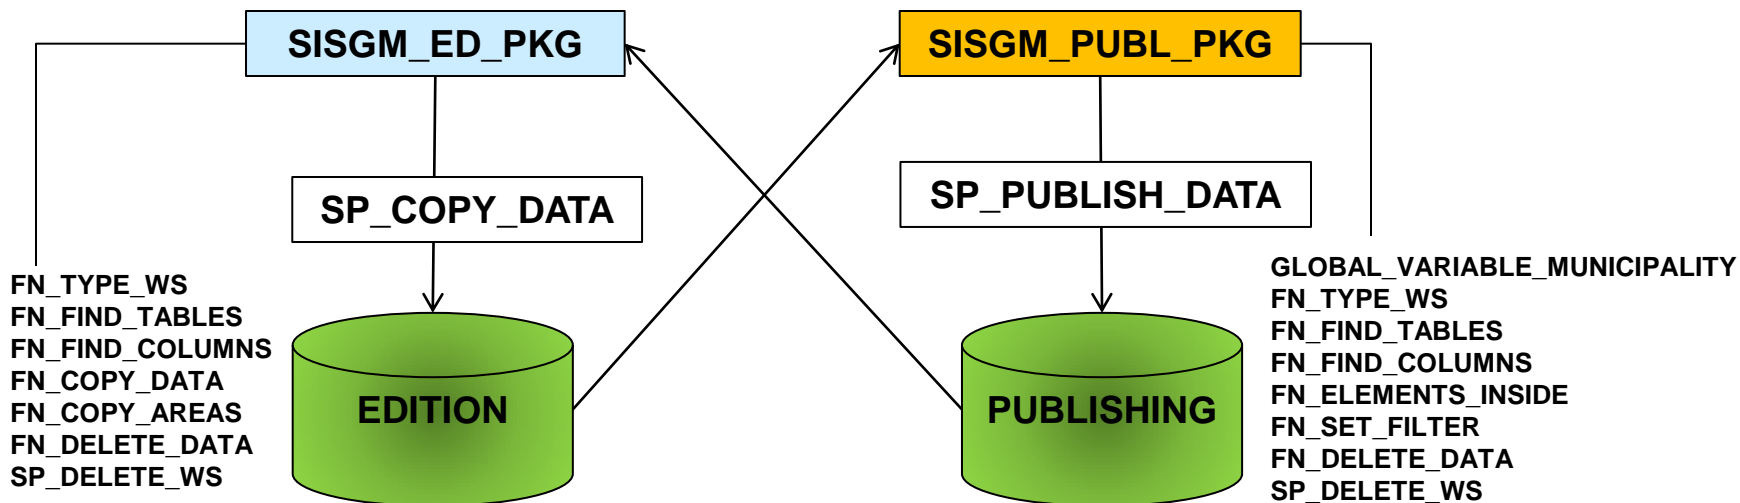 SISGM_ED_PKG
SISGM_PUBL_PKG
SP_COPY_DATA
SP_PUBLISH_DATA
FN_TYPE_WS
FN_FIND_TABLES
FN_FIND_COLUMNS
FN_COPY_DATA
FN_COPY_AREAS
FN_DELETE_DATA
SP_DELETE_WS
EDITION
PUBLISHING
GLOBAL_VARIABLE_MUNICIPALITY
FN_TYPE_WS
FN_FIND_TABLES
FN_FIND_COLUMNS
FN_ELEMENTS_INSIDE
FN_SET_FILTER
FN_DELETE_DATA
SP_DELETE_WS